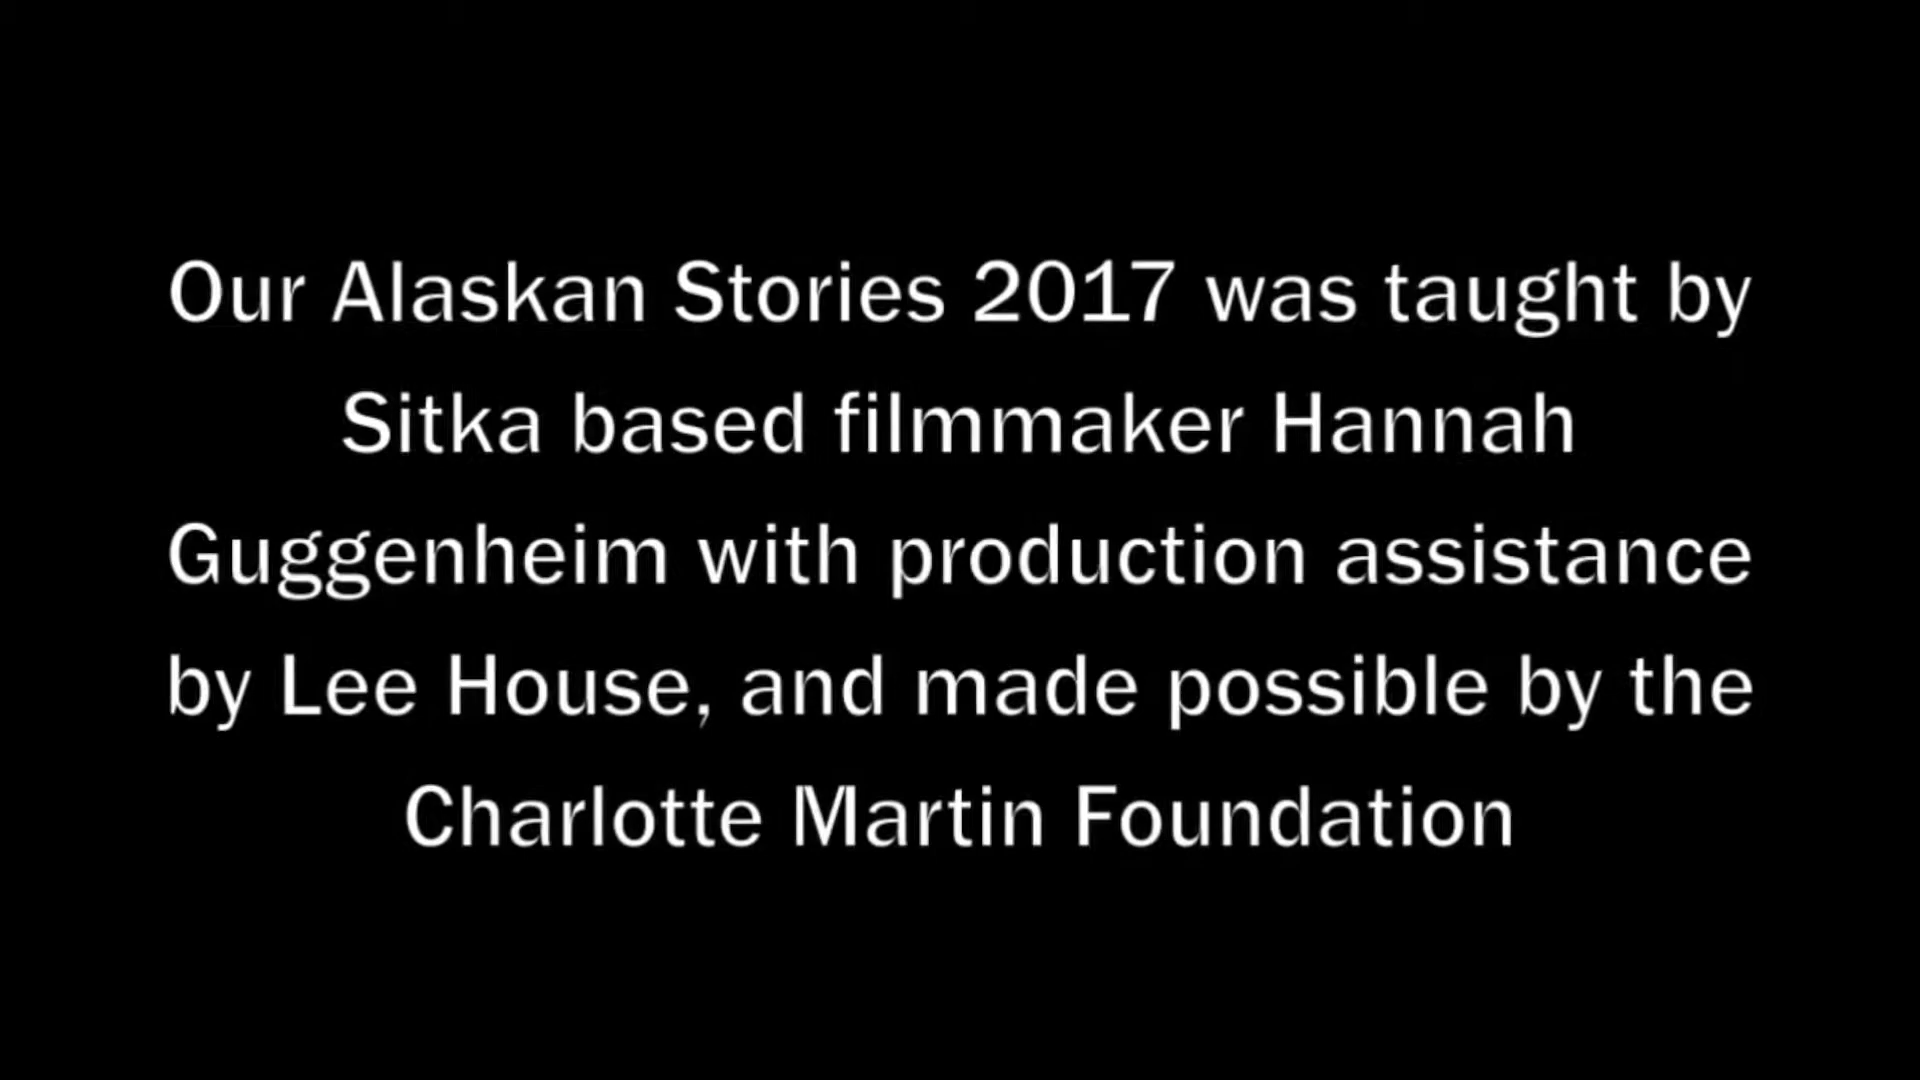 Our Alaskan Stories 2017 was taught by
Sitka based filmmaker Hannah
Guggenheim with production assistance
by Lee House, and made possible by the
Charlotte Martin Foundation